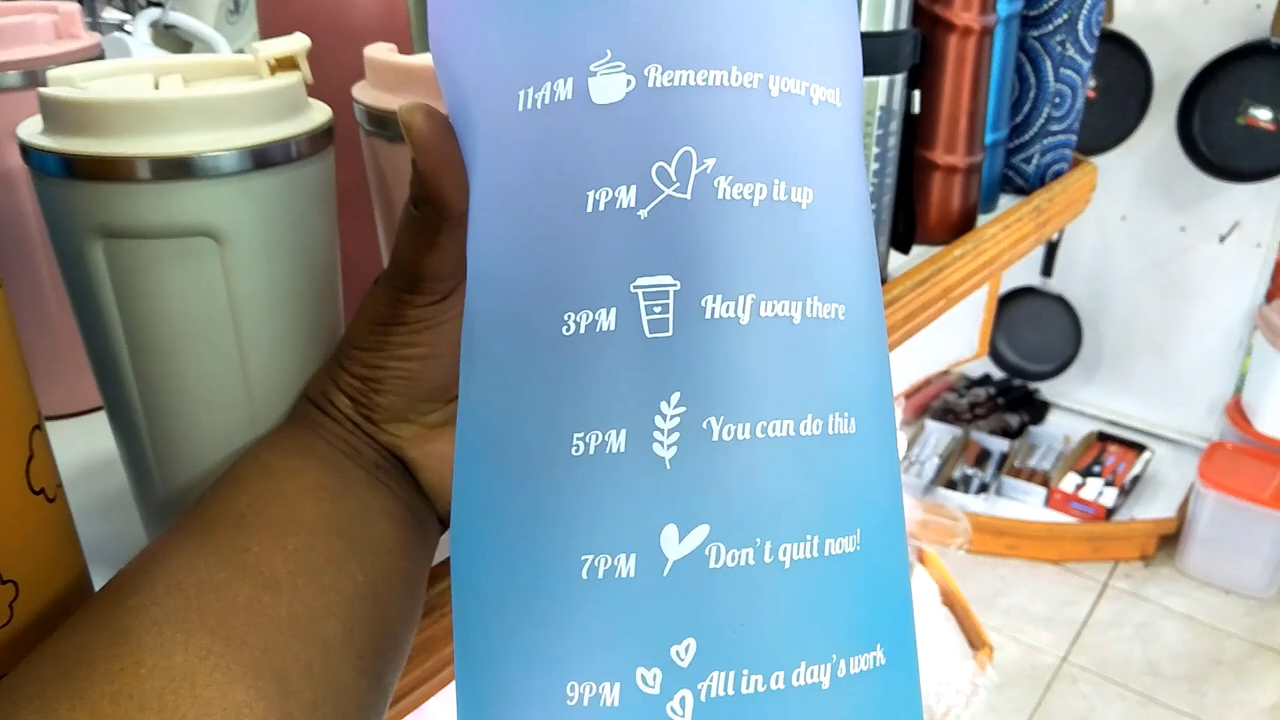 11AM Remember your goal
1PM Keep it up
3PM Half way there
5PM You can do this
7PM Don't quit now!
9PM All in a day's work